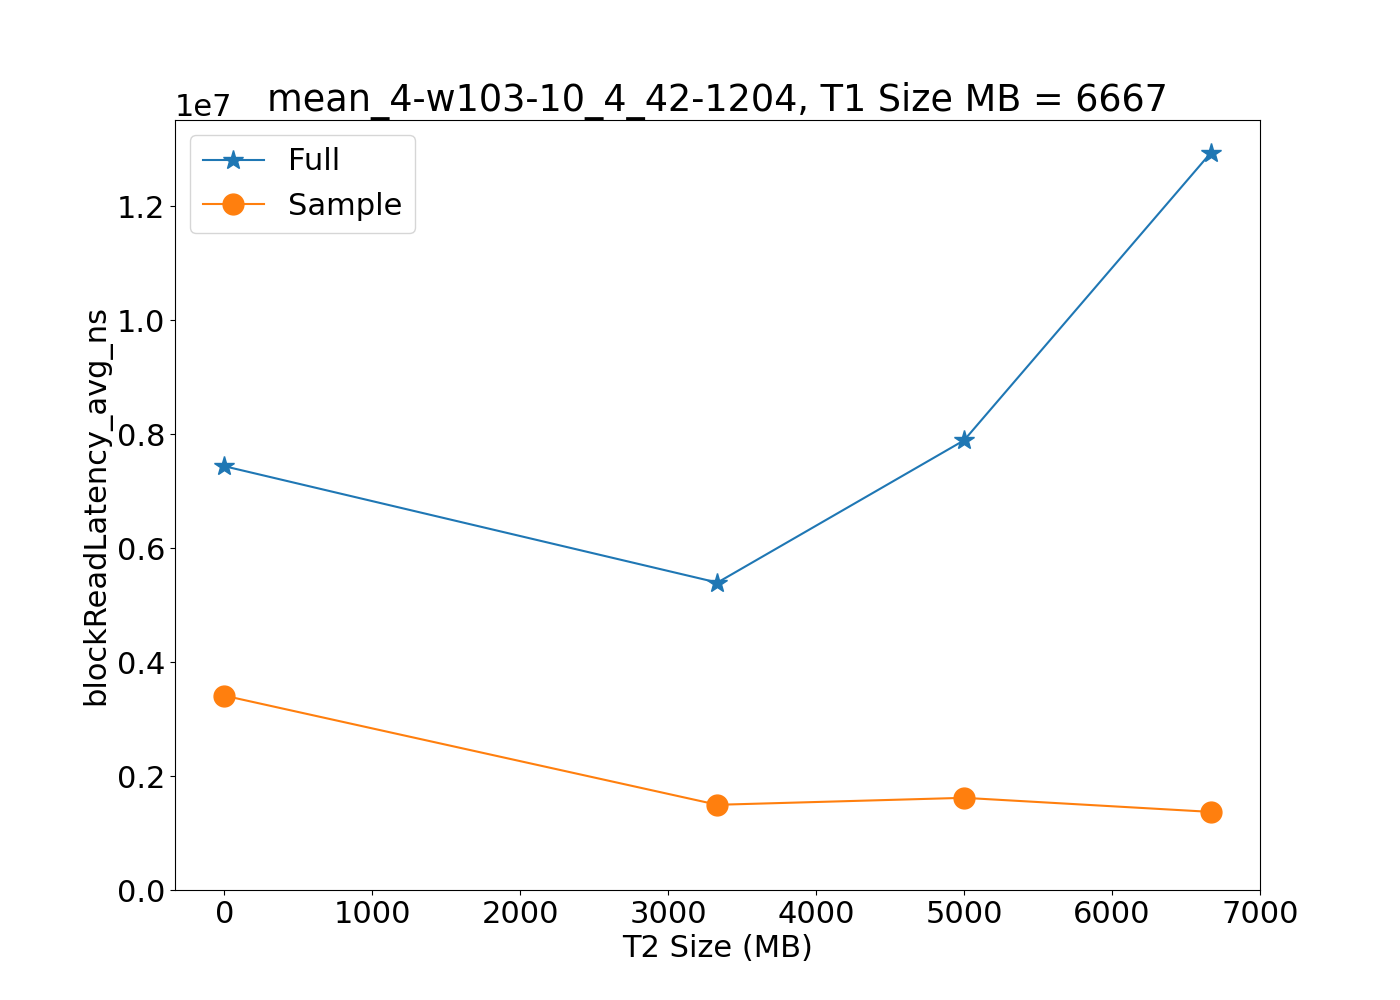 1e7
mean_4-w103-10_4_42-1204, T1 Size MB = 6667
Full
Sample
1.2
1.0
0.8
0.6
0.4
0.2
0.0
blockReadLatency_avg_ns
0 1000 2000 3000 4000 5000 6000 7000
T2 Size (MB)